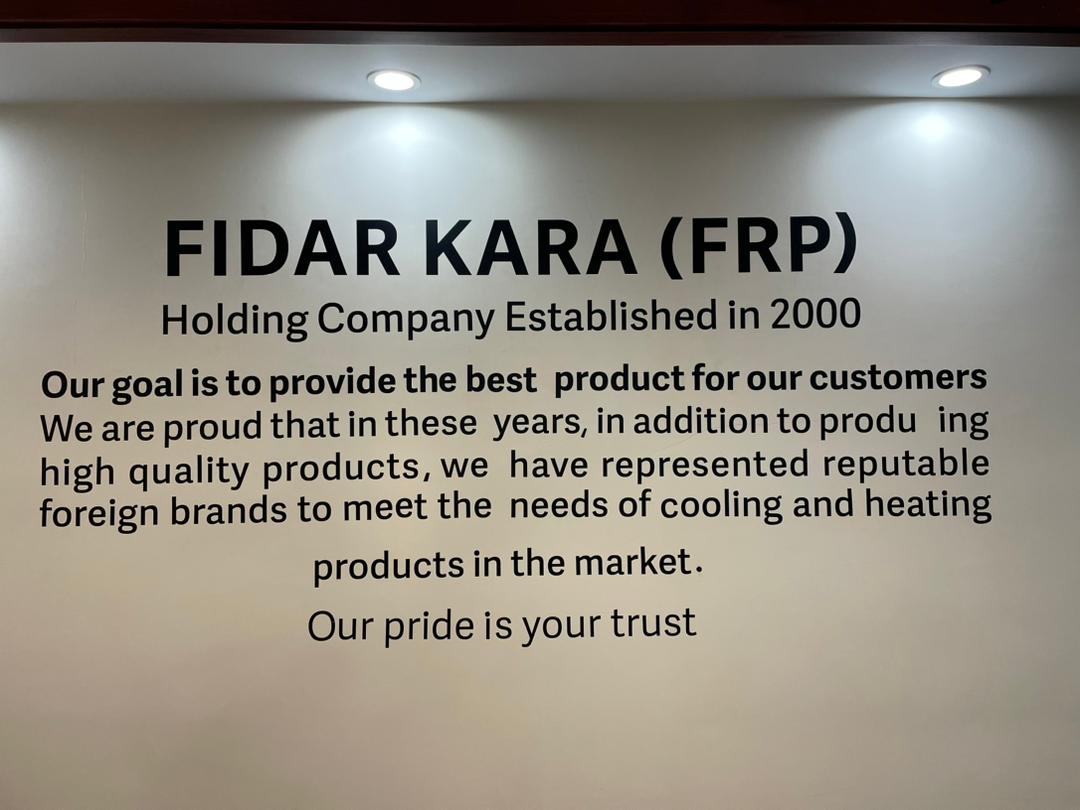 FIDAR KARA (FRP)
Holding Company Established in 2000
Our goal is to provide the best product for our customers
We are proud that in these years, in addition to produ ing
high quality products, we have represented reputable
foreign brands to meet the needs of cooling and heating
products in the market.
Our pride is your trust